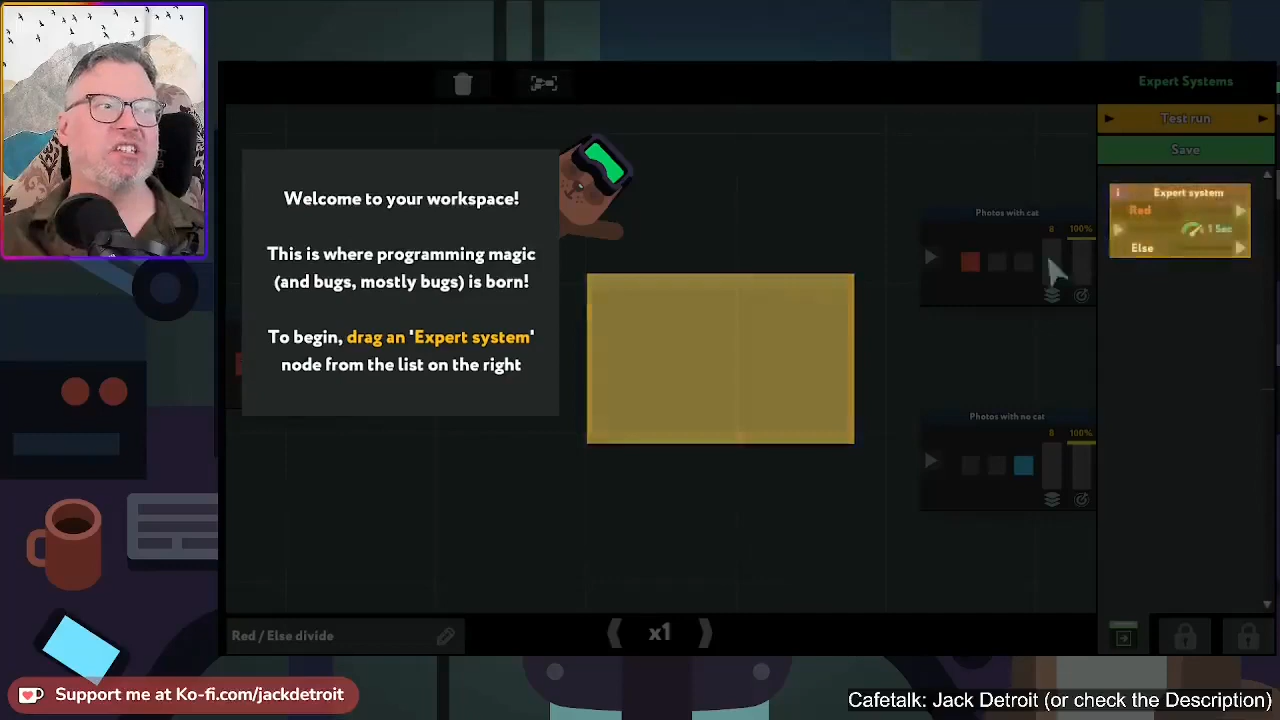 Expert Systems
Test run
Save
Welcome to your workspace!
This is where programming magic
(and bugs, mostly bugs) is born!
To begin, drag an 'Expert system'
node from the list on the right
i Expert system
Red
1 Sec
Else
Photos with cat
8 100%
Photos with no cat
8 100%
Red / Else divide
x1
Support me at Ko-fi.com/jackdetroit
Cafetalk: Jack Detroit (or check the Description)